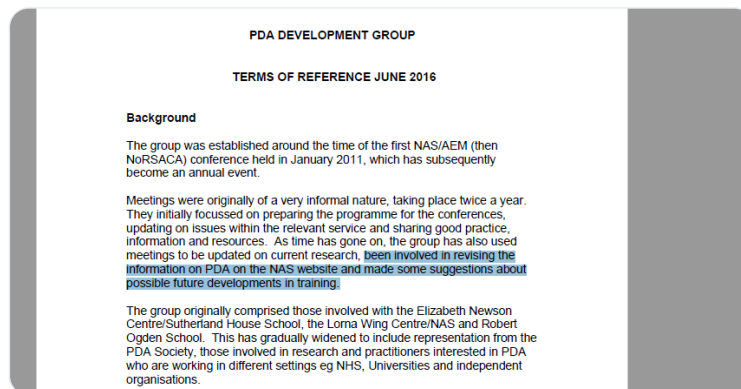 PDA DEVELOPMENT GROUP
TERMS OF REFERENCE JUNE 2016
Background
The group was established around the time of the first NAS/AEM (then
NoRSACA) conference held in January 2011, which has subsequently
become an annual event.
Meetings were originally of a very informal nature, taking place twice a year.
They initially focussed on preparing the programme for the conferences,
updating on issues within the relevant service and sharing good practice,
information and resources.  As time has gone on, the group has also used
meetings to be updated on current research, been involved in revising the
information on PDA on the NAS website and made some suggestions about
possible future developments in training.
The group originally comprised those involved with the Elizabeth Newson
Centre/Sutherland House School, the Lorna Wing Centre/NAS and Robert
Ogden School.  This has gradually widened to include representation from the
PDA Society, those involved in research and practitioners interested in PDA
who are working in different settings eg NHS, Universities and independent
organisations.